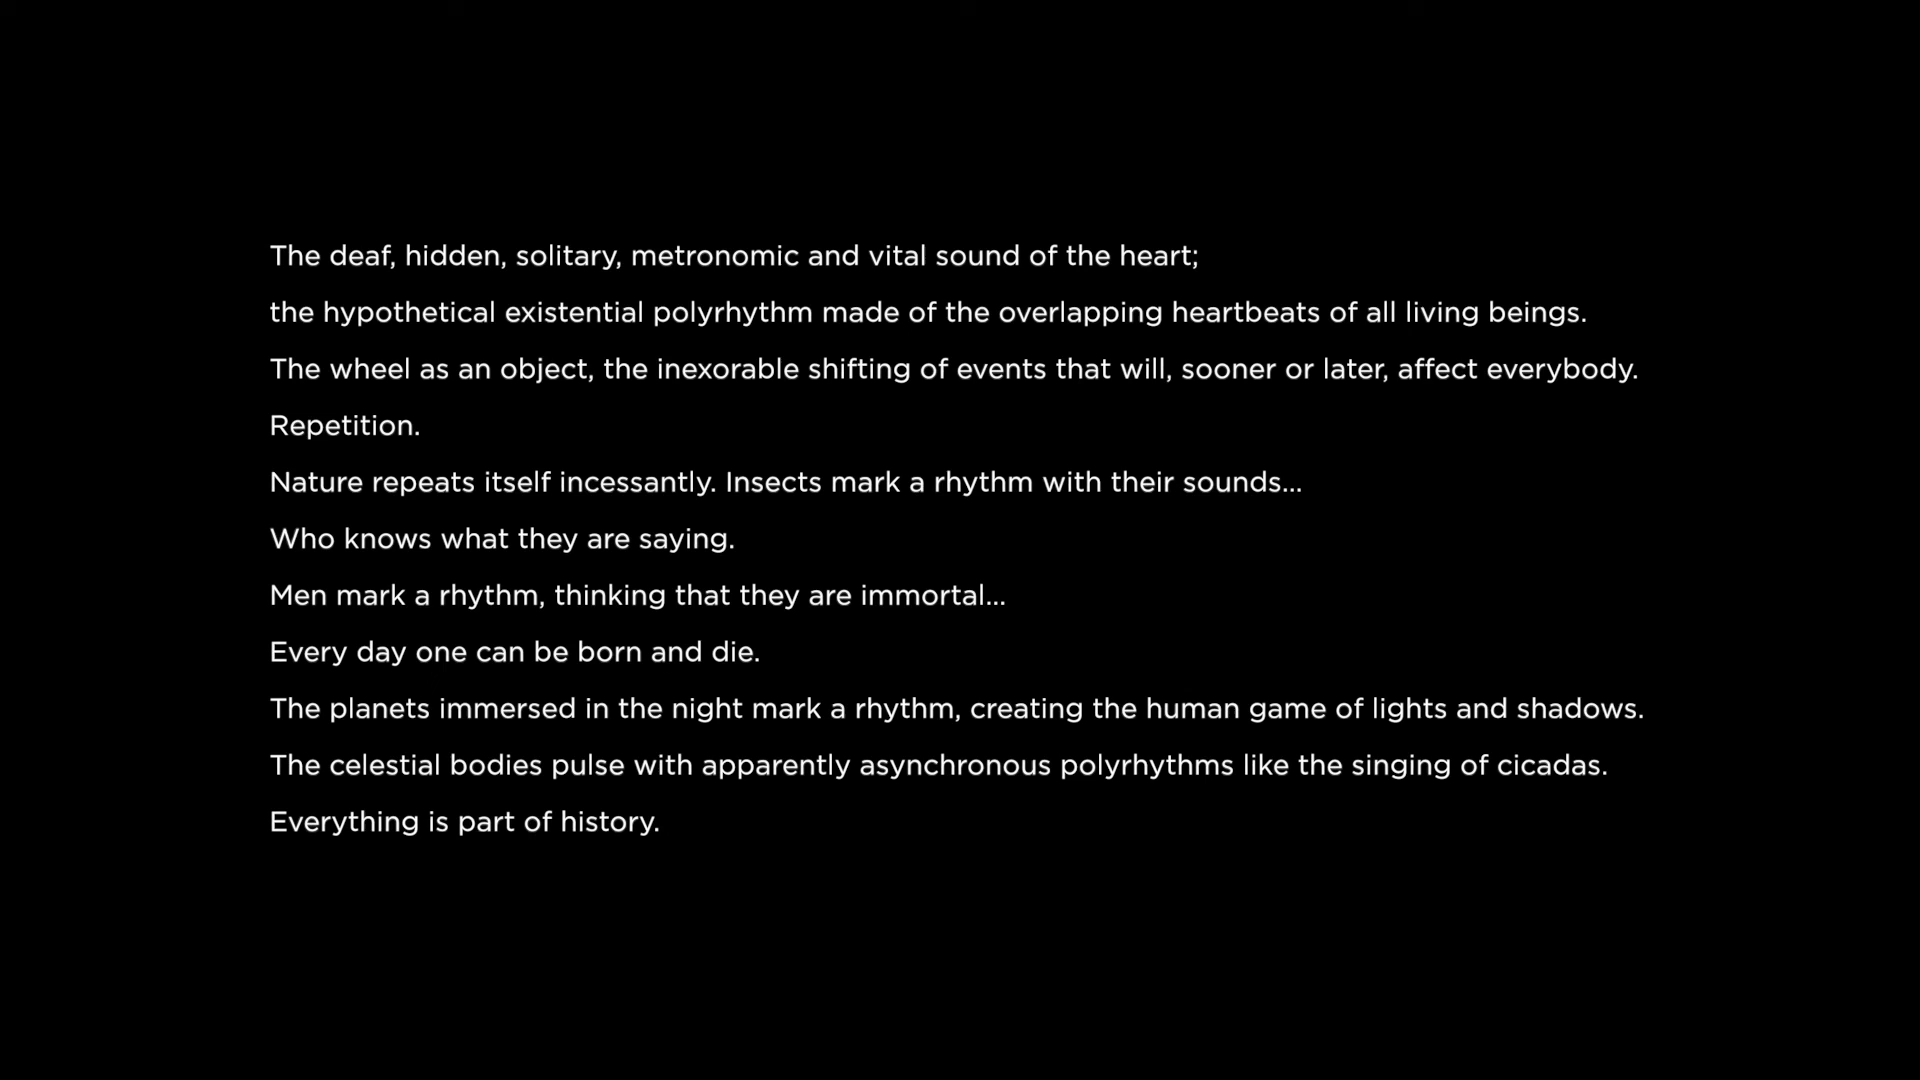 The deaf, hidden, solitary, metronomic and vital sound of the heart;
the hypothetical existential polyrhythm made of the overlapping heartbeats of all living beings.
The wheel as an object, the inexorable shifting of events that will, sooner or later, affect everybody.
Repetition.
Nature repeats itself incessantly. Insects mark a rhythm with their sounds...
Who knows what they are saying.
Men mark a rhythm, thinking that they are immortal...
Every day one can be born and die.
The planets immersed in the night mark a rhythm, creating the human game of lights and shadows.
The celestial bodies pulse with apparently asynchronous polyrhythms like the singing of cicadas.
Everything is part of history.